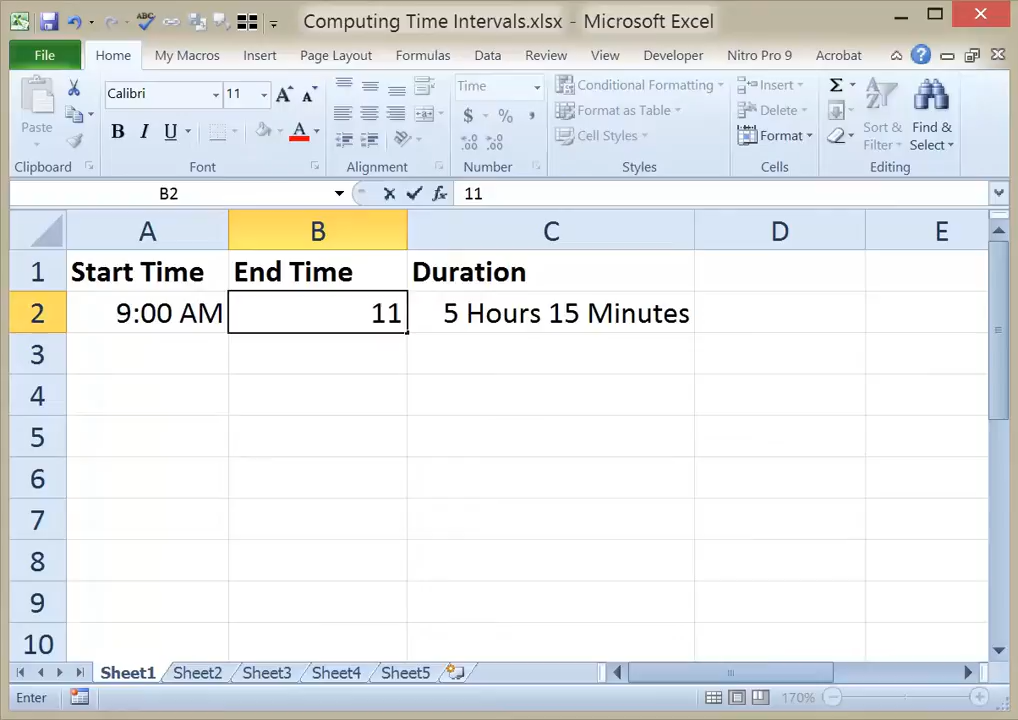 Computing Time Intervals.xlsx - Microsoft Excel
File Home My Macros Insert Page Layout Formulas Data Review View Developer Nitro Pro 9 Acrobat
Paste Calibri 11 A A Time Conditional Formatting Insert Σ
Format as Table Delete Sort & Filter Find & Select
B I U A $ % , Cell Styles Format
Clipboard Font Alignment Number Styles Cells Editing
B2 fx 11
A B C D E
1 Start Time End Time Duration
2 9:00 AM 11 5 Hours 15 Minutes
3
4
5
6
7
8
9
10
Sheet1 Sheet2 Sheet3 Sheet4 Sheet5
Enter 170%